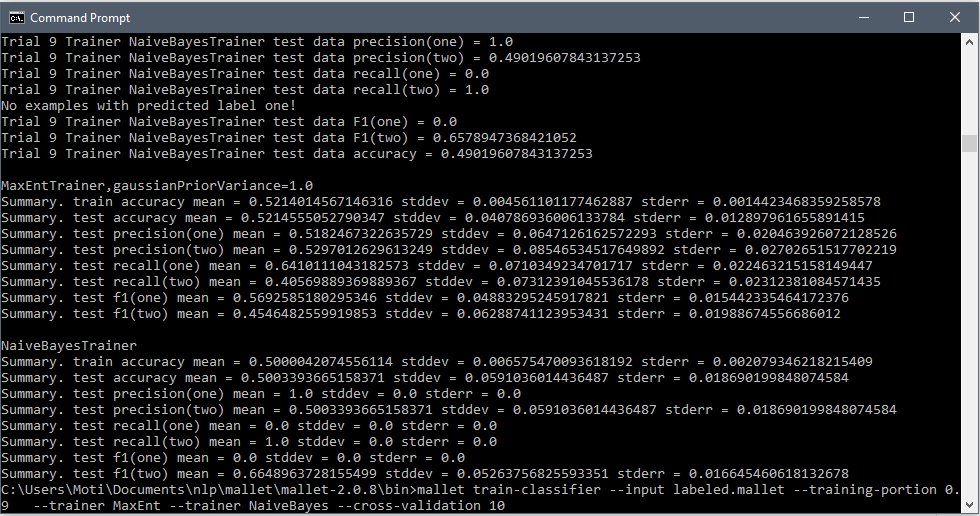 Command Prompt
Trial 9 Trainer NaiveBayesTrainer test data precision(one) = 1.0
Trial 9 Trainer NaiveBayesTrainer test data precision(two) = 0.49019607843137253
Trial 9 Trainer NaiveBayesTrainer test data recall(one) = 0.0
Trial 9 Trainer NaiveBayesTrainer test data recall(two) = 1.0
No examples with predicted label one!
Trial 9 Trainer NaiveBayesTrainer test data F1(one) = 0.0
Trial 9 Trainer NaiveBayesTrainer test data F1(two) = 0.6578947368421052
Trial 9 Trainer NaiveBayesTrainer test data accuracy = 0.49019607843137253
MaxEntTrainer,gaussianPriorVariance=1.0
Summary. train accuracy mean = 0.5214014567146316 stddev = 0.004561101177462887 stderr = 0.0014423468359258578
Summary. test accuracy mean = 0.5214555052790347 stddev = 0.040786936006133784 stderr = 0.012897961655891415
Summary. test precision(one) mean = 0.5182467322635729 stddev = 0.0647126162572293 stderr = 0.020463926072128526
Summary. test precision(two) mean = 0.5297012629613249 stddev = 0.08546534517649892 stderr = 0.02702651517702219
Summary. test recall(one) mean = 0.6410111043182573 stddev = 0.0710349234701717 stderr = 0.022463215158149447
Summary. test recall(two) mean = 0.40569889369889367 stddev = 0.07312391045536178 stderr = 0.02312381084571435
Summary. test f1(one) mean = 0.5692585180295346 stddev = 0.04883295245917821 stderr = 0.015442335464172376
Summary. test f1(two) mean = 0.4546482559919853 stddev = 0.06288741123953431 stderr = 0.01988674556686012
NaiveBayesTrainer
Summary. train accuracy mean = 0.5000042074556114 stddev = 0.006575470093618192 stderr = 0.002079346218215409
Summary. test accuracy mean = 0.5003393665158371 stddev = 0.0591036014436487 stderr = 0.018690199848074584
Summary. test precision(one) mean = 1.0 stddev = 0.0 stderr = 0.0
Summary. test precision(two) mean = 0.5003393665158371 stddev = 0.0591036014436487 stderr = 0.018690199848074584
Summary. test recall(one) mean = 0.0 stddev = 0.0 stderr = 0.0
Summary. test recall(two) mean = 1.0 stddev = 0.0 stderr = 0.0
Summary. test f1(one) mean = 0.0 stddev = 0.0 stderr = 0.0
Summary. test f1(two) mean = 0.6648963728155499 stddev = 0.05263756825593351 stderr = 0.016645460618132678
C:\Users\Moti\Documents\nlp\mallet\mallet-2.0.8\bin>mallet train-classifier --input labeled.mallet --training-portion 0.
9   --trainer MaxEnt --trainer NaiveBayes --cross-validation 10